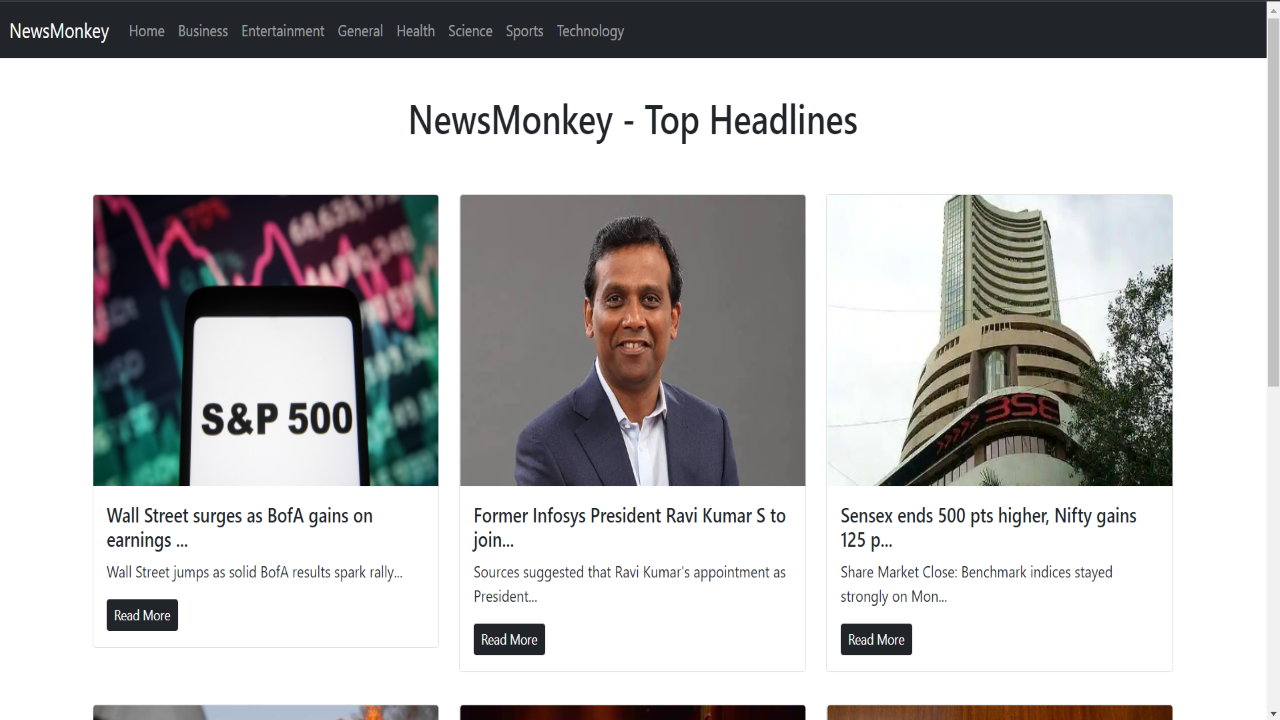 NewsMonkey Home Business Entertainment General Health Science Sports Technology
NewsMonkey - Top Headlines
S&P 500
Wall Street surges as BofA gains on
earnings ...
Wall Street jumps as solid BofA results spark rally...
Read More
Former Infosys President Ravi Kumar S to
join...
Sources suggested that Ravi Kumar's appointment as
President...
Read More
Sensex ends 500 pts higher, Nifty gains
125 p...
Share Market Close: Benchmark indices stayed
strongly on Mon...
Read More